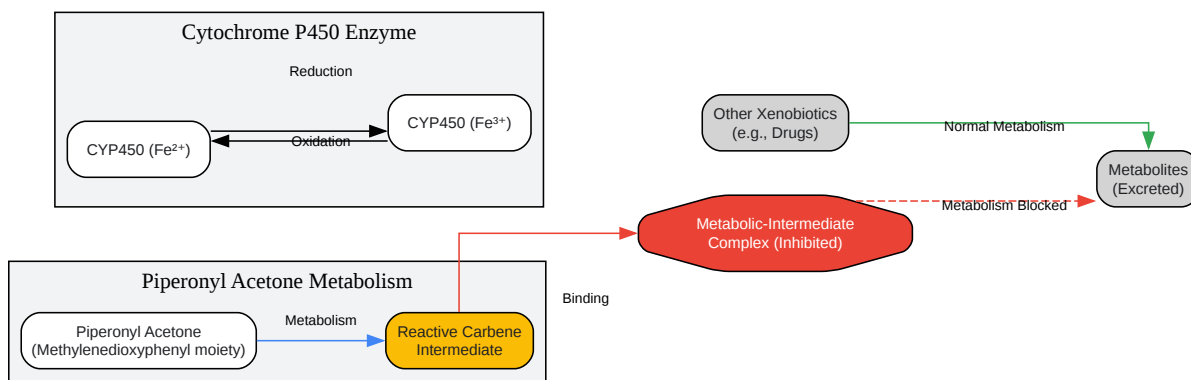 Cytochrome P450 Enzyme
Reduction
CYP450 (Fe³⁺)
CYP450 (Fe²⁺)
Oxidation
Other Xenobiotics
(e.g., Drugs)
Normal Metabolism
Metabolites
(Excreted)
Metabolism Blocked
Metabolic-Intermediate
Complex (Inhibited)
Piperonyl Acetone Metabolism
Binding
Metabolism
Piperonyl Acetone
(Methylenedioxyphenyl moiety)
Reactive Carbene
Intermediate